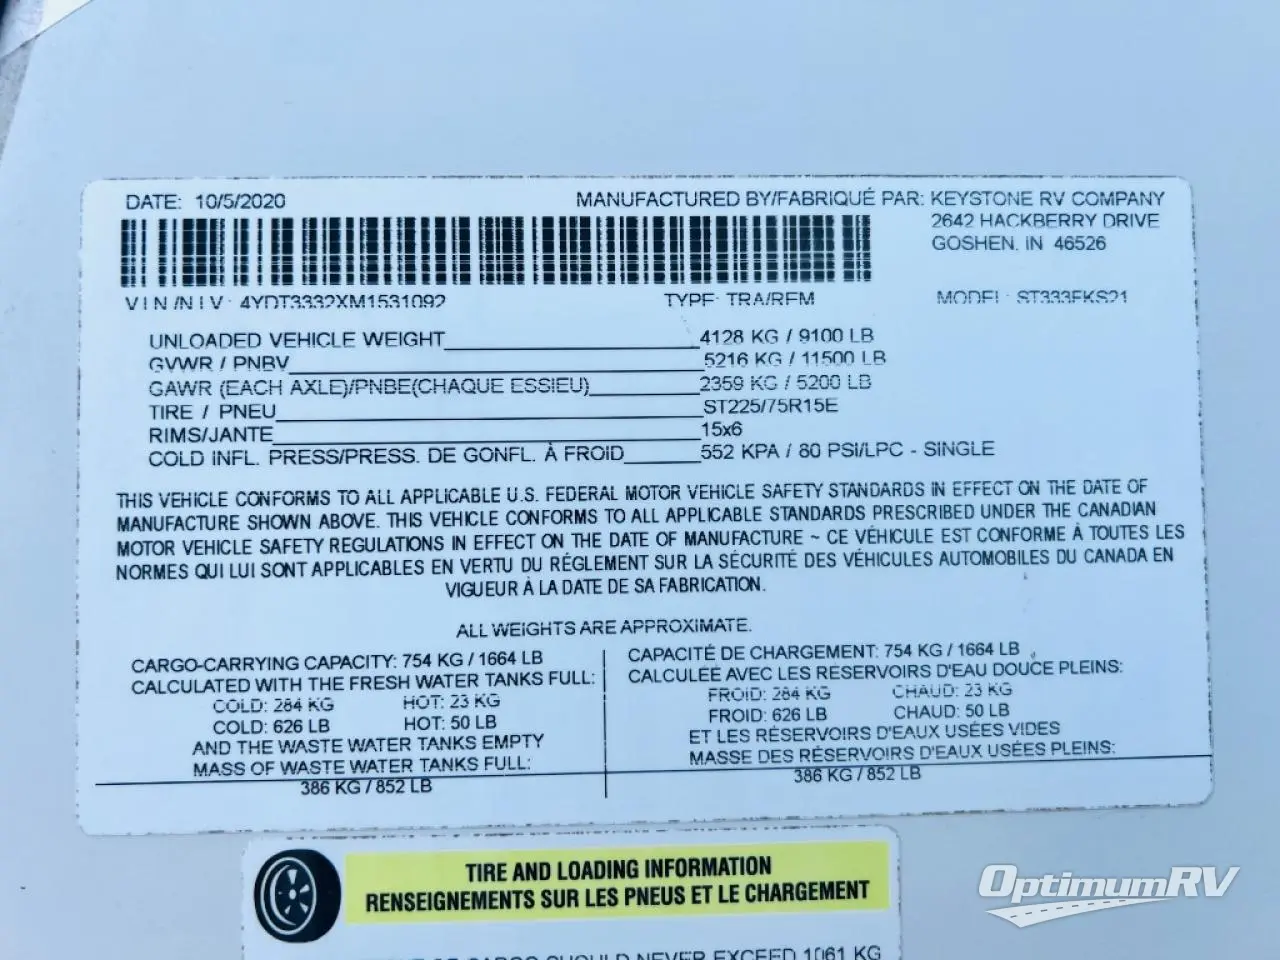 DATE: 10/5/2020
MANUFACTURED BY/FABRIQUÉ PAR: KEYSTONE RV COMPANY
2642 HACKBERRY DRIVE
GOSHEN, IN 46526
VIN/NIV: 4YDT3332XM1531092 TYPE: TRA/REM MODEL: ST333FKS21
UNLOADED VEHICLE WEIGHT 4128 KG / 9100 LB
GVWR / PNBV 5216 KG / 11500 LB
GAWR (EACH AXLE)/PNBE(CHAQUE ESSIEU) 2359 KG / 5200 LB
TIRE / PNEU ST225/75R15E
RIMS/JANTE 15x6
COLD INFL. PRESS/PRESS. DE GONFL. À FROID 552 KPA / 80 PSI/LPC - SINGLE
THIS VEHICLE CONFORMS TO ALL APPLICABLE U.S. FEDERAL MOTOR VEHICLE SAFETY STANDARDS IN EFFECT ON THE DATE OF
MANUFACTURE SHOWN ABOVE. THIS VEHICLE CONFORMS TO ALL APPLICABLE STANDARDS PRESCRIBED UNDER THE CANADIAN
MOTOR VEHICLE SAFETY REGULATIONS IN EFFECT ON THE DATE OF MANUFACTURE ~ CE VÉHICULE EST CONFORME À TOUTES LES
NORMES QUI LUI SONT APPLICABLES EN VERTU DU RÉGLEMENT SUR LA SÉCURITÉ DES VÉHICULES AUTOMOBILES DU CANADA EN
VIGUEUR À LA DATE DE SA FABRICATION.
ALL WEIGHTS ARE APPROXIMATE.
CARGO-CARRYING CAPACITY: 754 KG / 1664 LB
CALCULATED WITH THE FRESH WATER TANKS FULL:
COLD: 284 KG HOT: 23 KG
COLD: 626 LB HOT: 50 LB
AND THE WASTE WATER TANKS EMPTY
MASS OF WASTE WATER TANKS FULL:
386 KG / 852 LB
CAPACITÉ DE CHARGEMENT: 754 KG / 1664 LB
CALCULÉE AVEC LES RÉSERVOIRS D'EAU DOUCE PLEINS:
FROID: 284 KG CHAUD: 23 KG
FROID: 626 LB CHAUD: 50 LB
ET LES RÉSERVOIRS D'EAUX USÉES VIDES
MASSE DES RÉSERVOIRS D'EAUX USÉES PLEINS:
386 KG / 852 LB
TIRE AND LOADING INFORMATION
RENSEIGNEMENTS SUR LES PNEUS ET LE CHARGEMENT
OF CARGO SHOULD NEVER EXCEED 1061 KG
OptimumRV